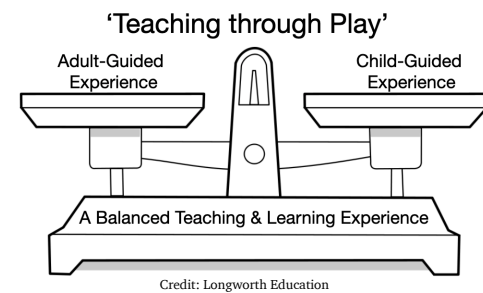 ‘Teaching through Play’
Adult-Guided
Experience
Child-Guided
Experience
A Balanced Teaching & Learning Experience
Credit: Longworth Education